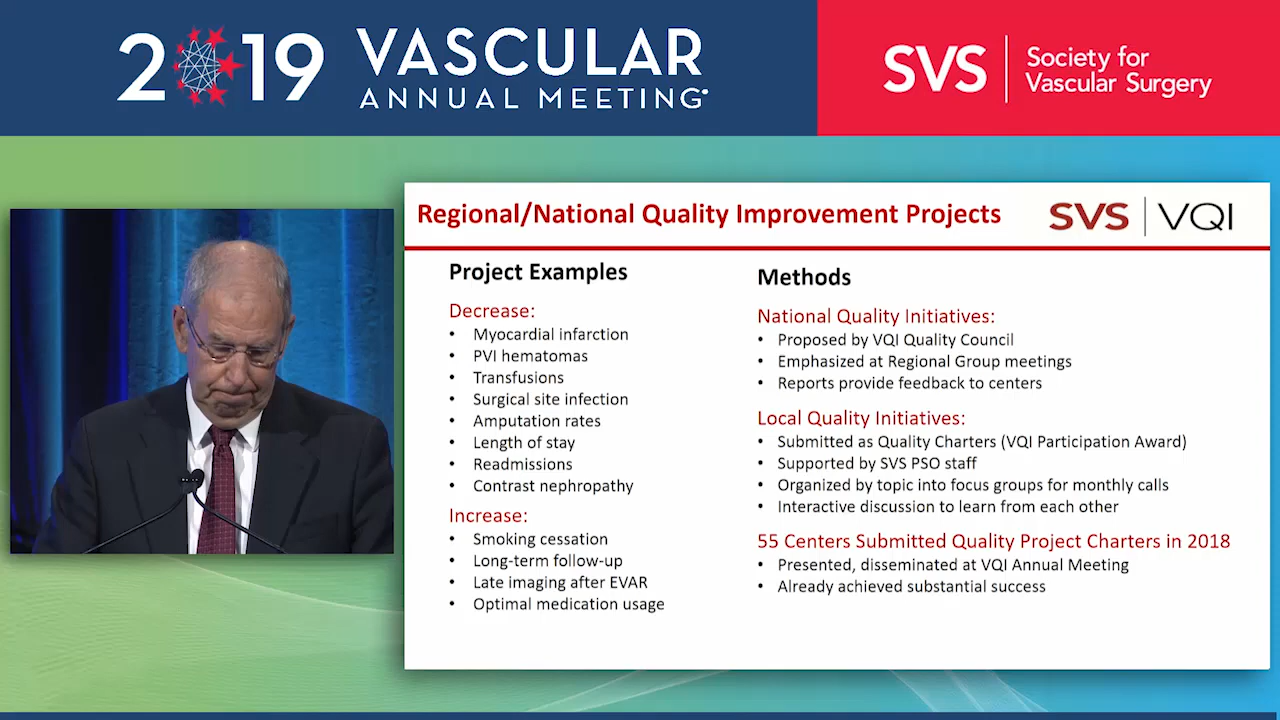 2019 VASCULAR
ANNUAL MEETING
SVS
Society for
Vascular Surgery
Regional/National Quality Improvement Projects
SVS | VQI
Project Examples
Decrease:
• Myocardial infarction
• PVI hematomas
• Transfusions
• Surgical site infection
• Amputation rates
• Length of stay
• Readmissions
• Contrast nephropathy
Increase:
• Smoking cessation
• Long-term follow-up
• Late imaging after EVAR
• Optimal medication usage
Methods
National Quality Initiatives:
• Proposed by VQI Quality Council
• Emphasized at Regional Group meetings
• Reports provide feedback to centers
Local Quality Initiatives:
• Submitted as Quality Charters (VQI Participation Award)
• Supported by SVS PSO staff
• Organized by topic into focus groups for monthly calls
• Interactive discussion to learn from each other
55 Centers Submitted Quality Project Charters in 2018
• Presented, disseminated at VQI Annual Meeting
• Already achieved substantial success